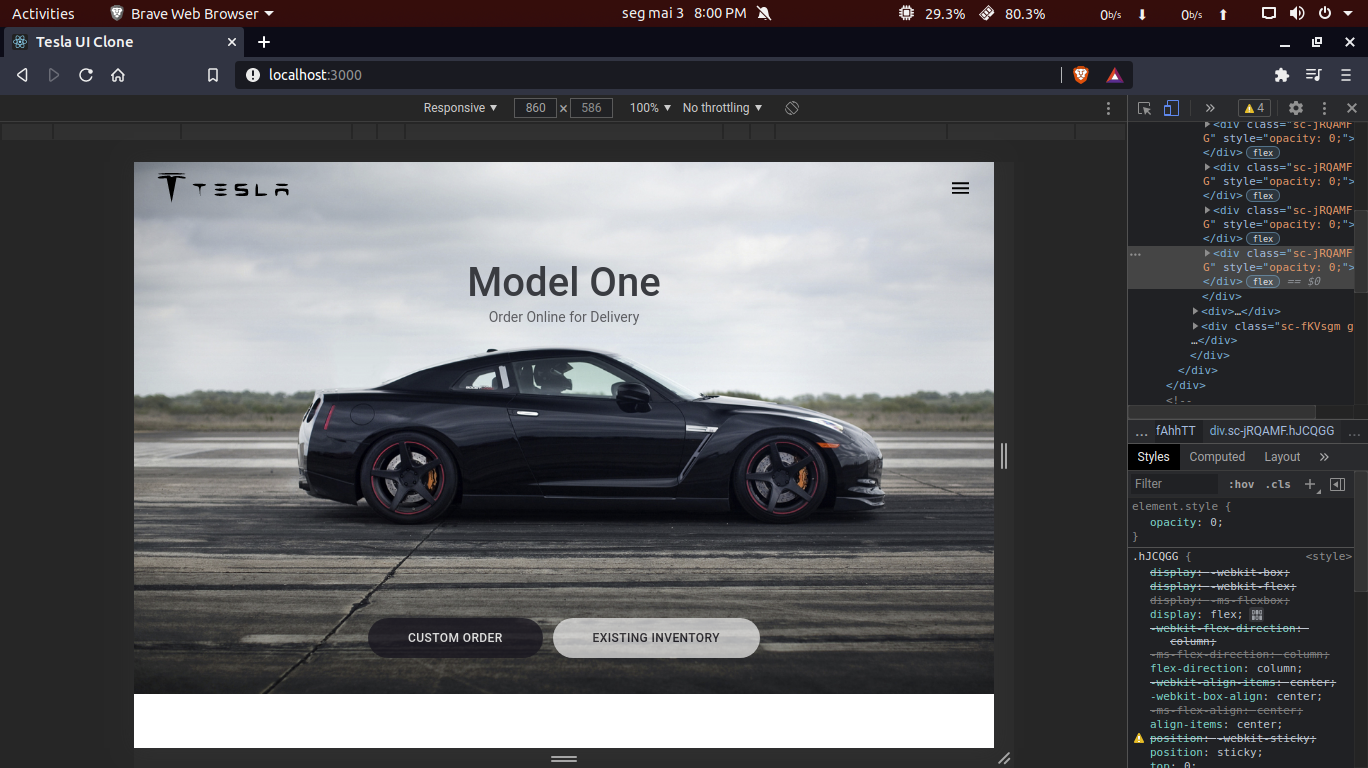 Activities
Brave Web Browser
seg mai 3 8:00 PM
29.3%
80.3%
0b/s
0b/s
Tesla UI Clone
localhost:3000
Responsive
860 × 586
100%
No throttling
4
TESLA
Model One
Order Online for Delivery
CUSTOM ORDER
EXISTING INVENTORY
<div class="sc-jRQAMF
G" style="opacity: 0;">
</div> flex
<div class="sc-jRQAMF
G" style="opacity: 0;">
</div> flex
<div class="sc-jRQAMF
G" style="opacity: 0;">
</div> flex
<div class="sc-jRQAMF
G" style="opacity: 0;">
</div> flex == $0
</div>
<div>…</div>
<div class="sc-fKVsgm g
…</div>
</div>
</div>
</div>
<!--
… fAhhTT div.sc-jRQAMF.hJCQGG …
Styles Computed Layout »
Filter :hov .cls +
element.style {
opacity: 0;
}
.hJCQGG { <style>
display: -webkit-box;
display: -webkit-flex;
display: -ms-flexbox;
display: flex;
-webkit-flex-direction:
column;
-ms-flex-direction: column;
flex-direction: column;
-webkit-align-items: center;
-webkit-box-align: center;
-ms-flex-align: center;
align-items: center;
position: -webkit-sticky;
position: sticky;
top: 0;